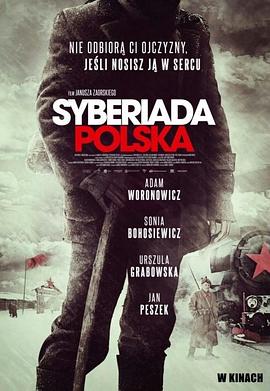 NIE ODBIORĄ CI OJCZYZNY,
JEŚLI NOSISZ JĄ W SERCU
FILM JANUSZA ZAORSKIEGO
SYBERIADA
POLSKA
ADAM
WORONOWICZ
SONIA
BOHOSIEWICZ
URSZULA
GRABOWSKA
JAN
PESZEK
W KINACH